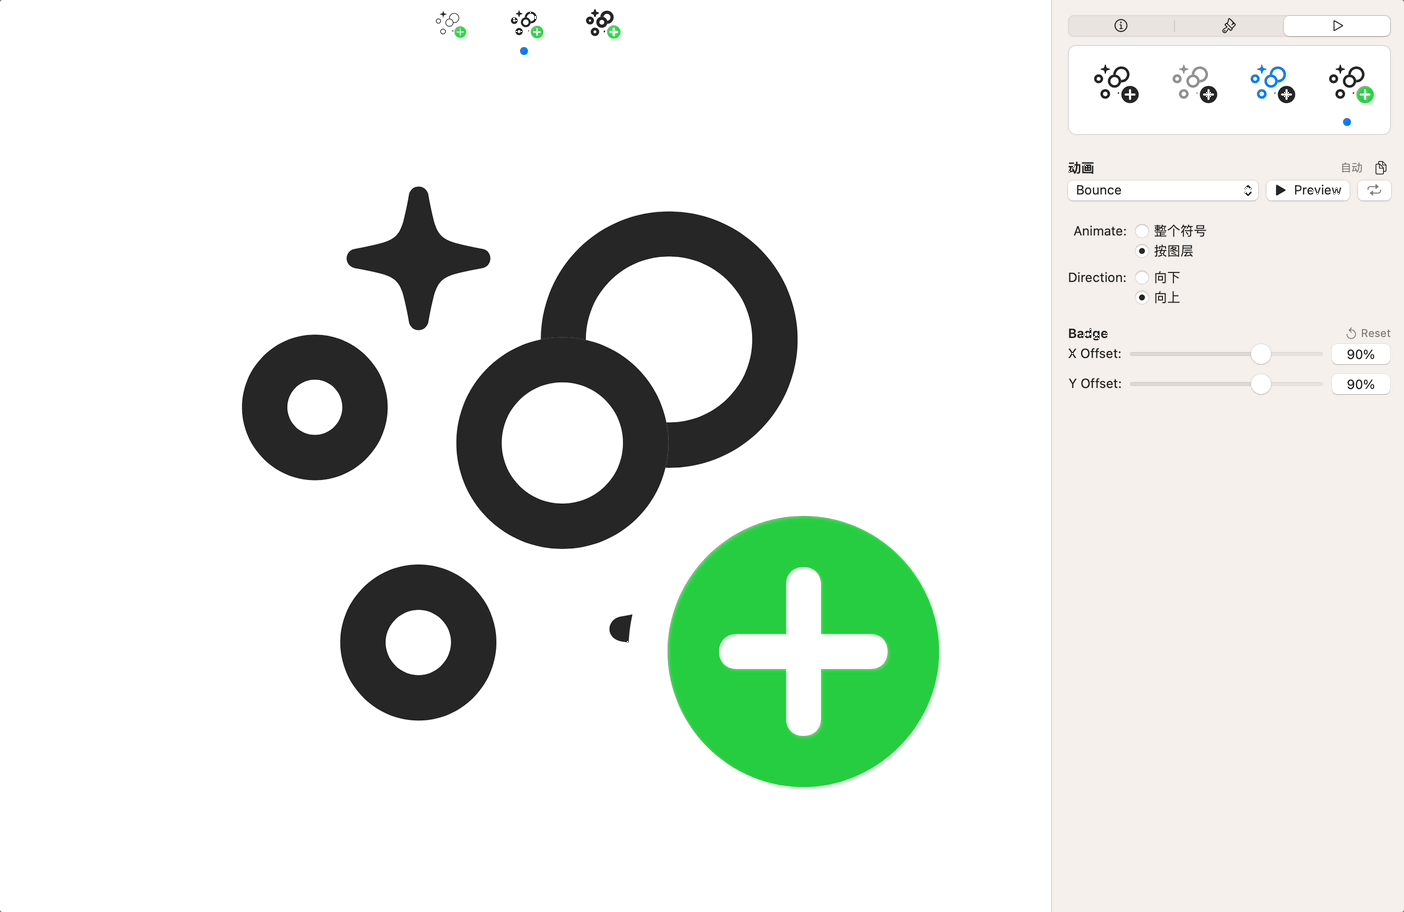 动画
自动
Bounce
Preview
Animate:
整个符号
按图层
Direction:
向下
向上
Badge
Reset
X Offset:
90%
Y Offset:
90%